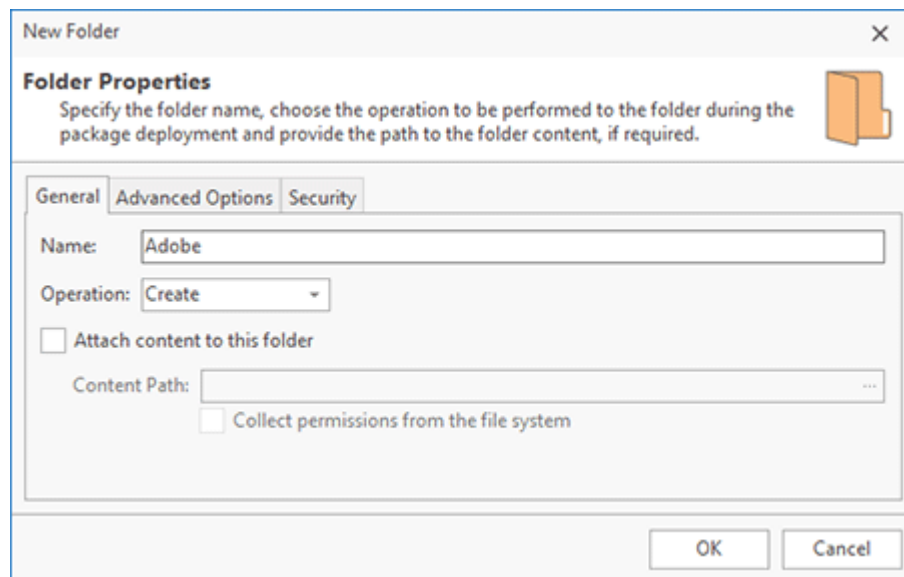 New Folder
Folder Properties
Specify the folder name, choose the operation to be performed to the folder during the
package deployment and provide the path to the folder content, if required.
General Advanced Options Security
Name: Adobe
Operation: Create
Attach content to this folder
Content Path: ...
Collect permissions from the file system
OK Cancel